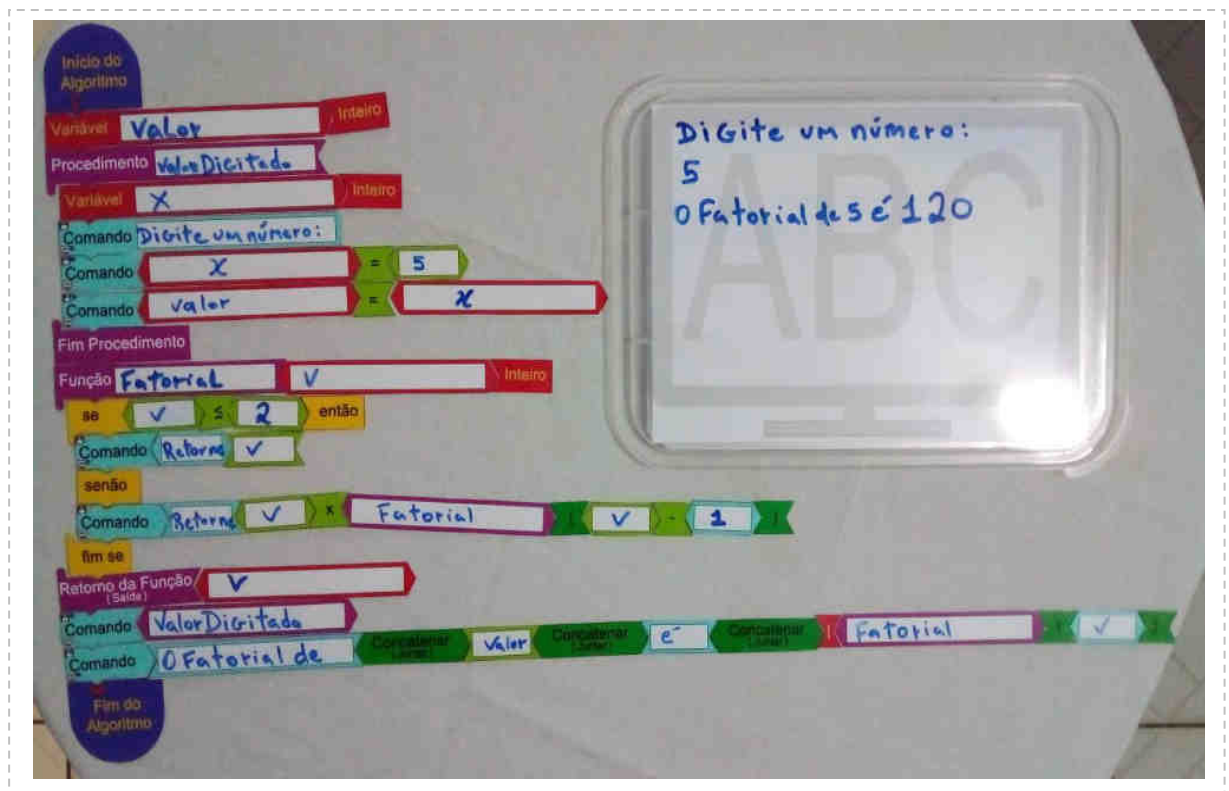 Início do
Algoritmo
Variável Valor Inteiro
Procedimento ValorDigitado
Variável X Inteiro
Comando Digite um número:
Comando x = 5
Comando valor = x
Fim Procedimento
Função Fatorial V Inteiro
se V ≤ 2 então
Comando Retorne V
senão
Comando Retorne V x Fatorial ( V - 1 )
fim se
Retorno da Função V
(Saída)
Comando ValorDigitado
Comando O Fatorial de Concatenar (Juntar) Valor Concatenar (Juntar) é Concatenar (Juntar) ( Fatorial ( V )
Fim do
Algoritmo
DiGite um número:
5
O Fatorial de 5 é 120
ABC